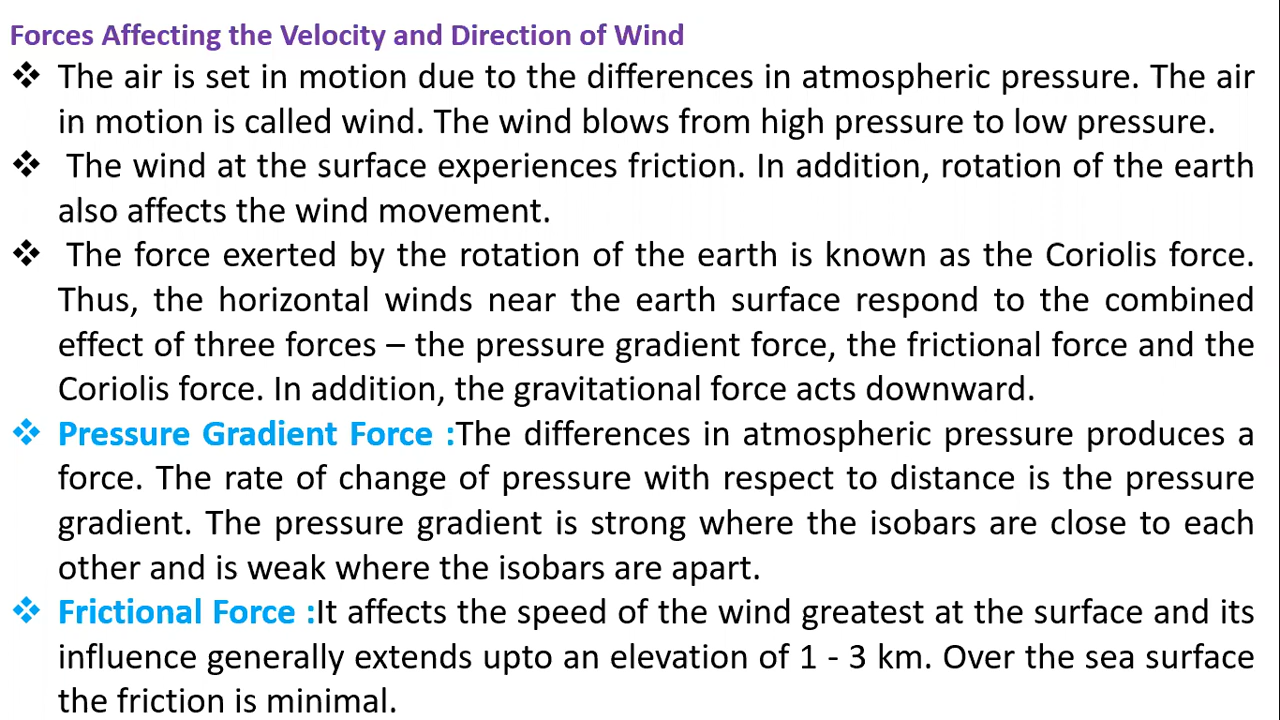 Forces Affecting the Velocity and Direction of Wind
❖ The air is set in motion due to the differences in atmospheric pressure. The air
in motion is called wind. The wind blows from high pressure to low pressure.
❖ The wind at the surface experiences friction. In addition, rotation of the earth
also affects the wind movement.
❖ The force exerted by the rotation of the earth is known as the Coriolis force.
Thus, the horizontal winds near the earth surface respond to the combined
effect of three forces – the pressure gradient force, the frictional force and the
Coriolis force. In addition, the gravitational force acts downward.
❖ Pressure Gradient Force :The differences in atmospheric pressure produces a
force. The rate of change of pressure with respect to distance is the pressure
gradient. The pressure gradient is strong where the isobars are close to each
other and is weak where the isobars are apart.
❖ Frictional Force :It affects the speed of the wind greatest at the surface and its
influence generally extends upto an elevation of 1 - 3 km. Over the sea surface
the friction is minimal.